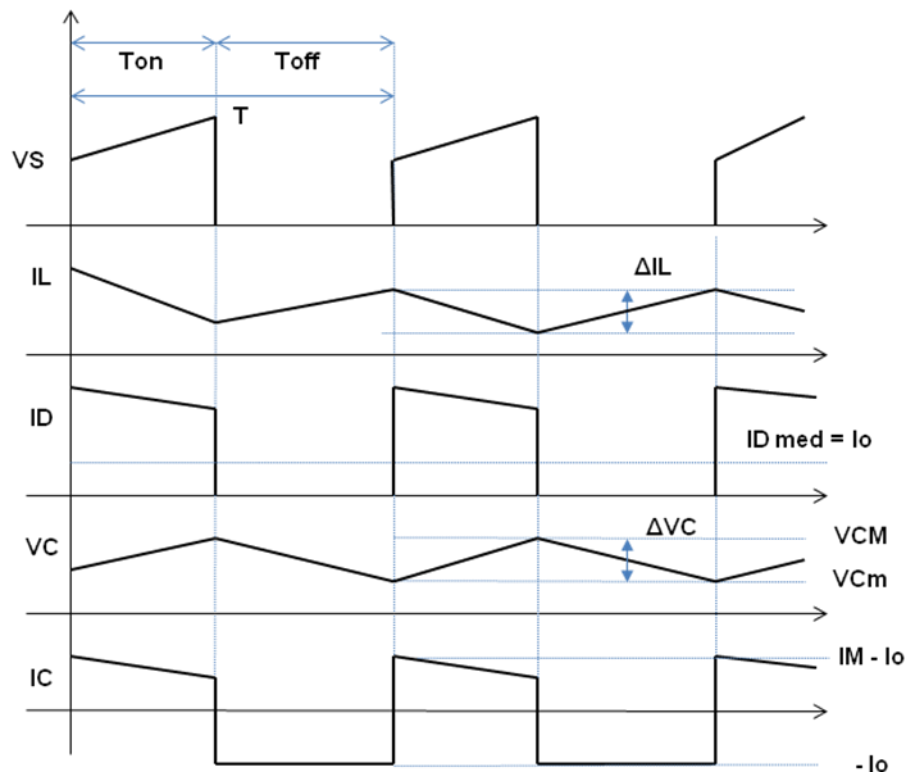 Ton
Toff
T
VS
IL
ΔIL
ID
ID med = Io
VC
ΔVC
VCM
VCm
IC
IM - Io
- Io